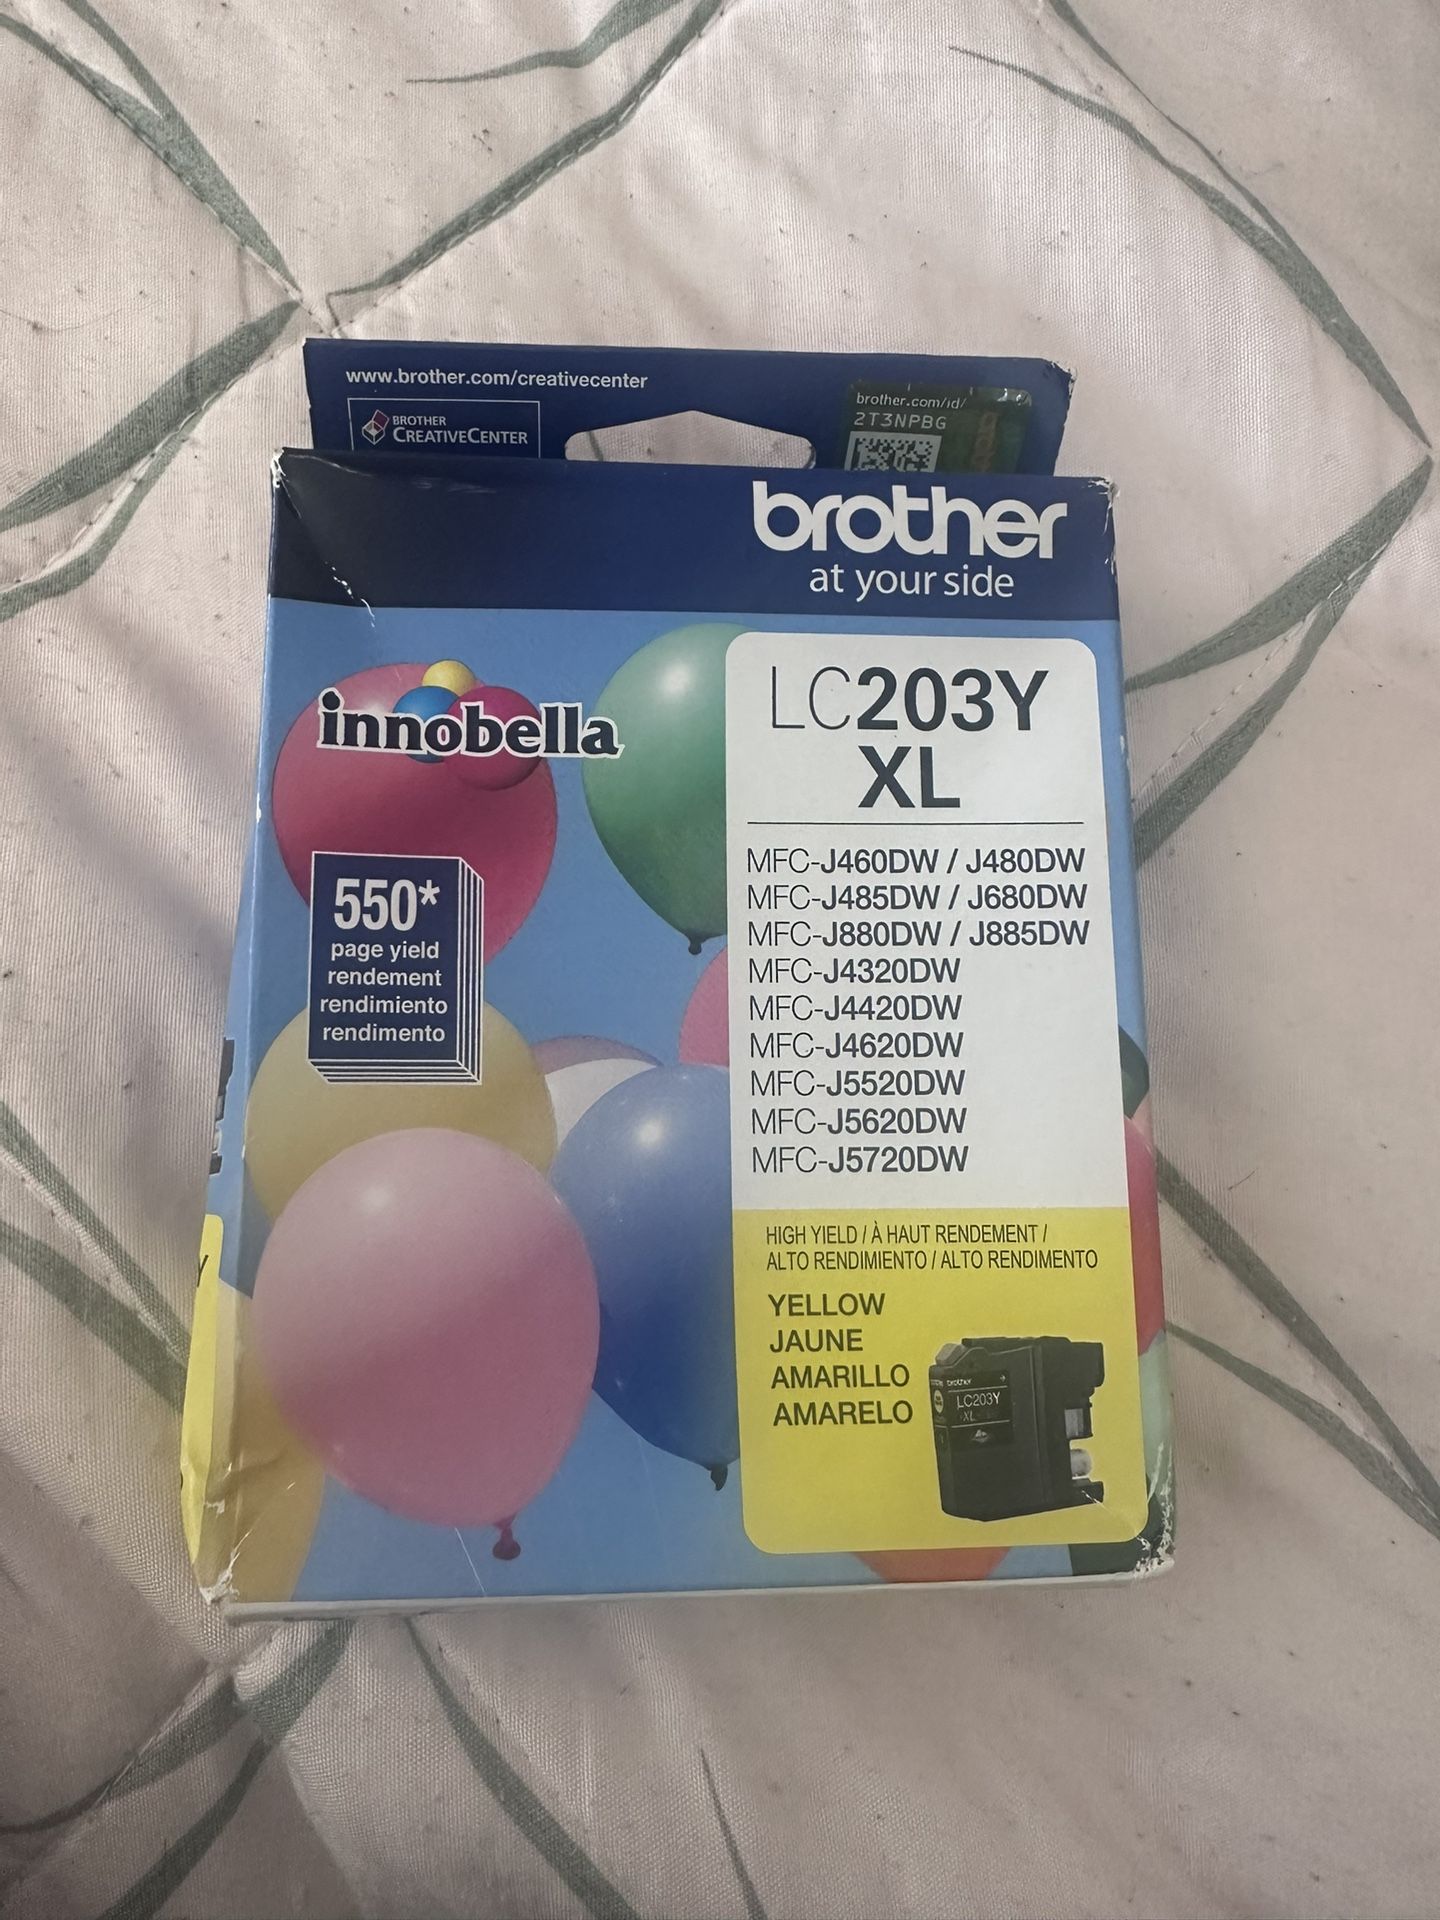 www.brother.com/creativecenter
BROTHER
CREATIVECENTER
brother.com/id/
2T3NPBG
brother
at your side
innobella
LC203Y
XL
550*
page yield
rendement
rendimiento
rendimento
MFC-J460DW / J480DW
MFC-J485DW / J680DW
MFC-J880DW / J885DW
MFC-J4320DW
MFC-J4420DW
MFC-J4620DW
MFC-J5520DW
MFC-J5620DW
MFC-J5720DW
HIGH YIELD / À HAUT RENDEMENT /
ALTO RENDIMIENTO / ALTO RENDIMENTO
YELLOW
JAUNE
AMARILLO
AMARELO
brother
LC203Y
XL